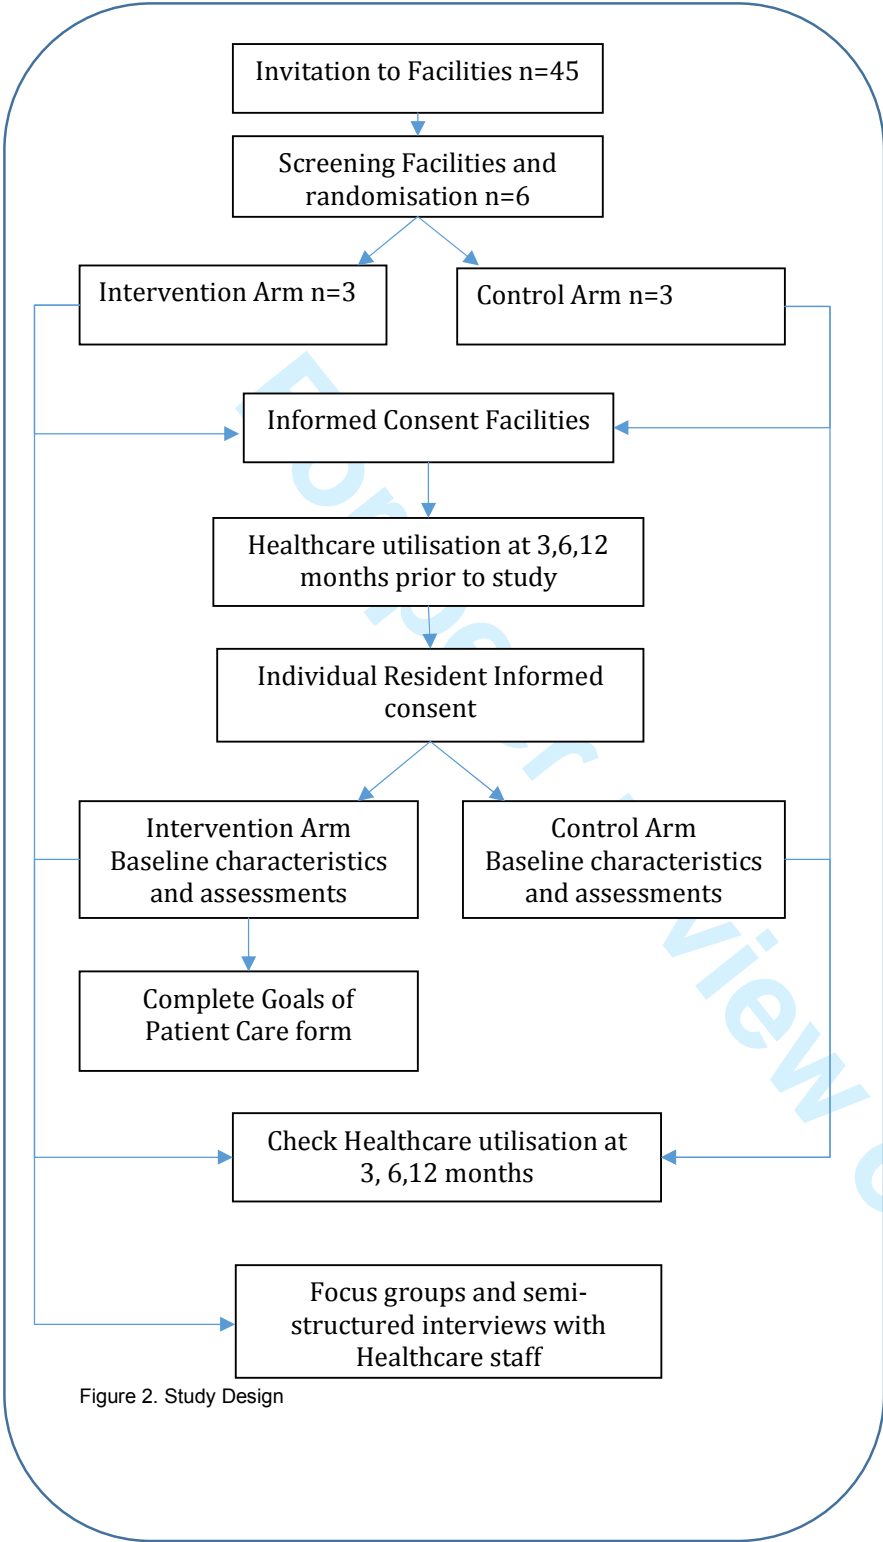 Invitation to Facilities n=45
Screening Facilities and
randomisation n=6
Intervention Arm n=3
Control Arm n=3
Informed Consent Facilities
Healthcare utilisation at 3,6,12
months prior to study
Individual Resident Informed
consent
Intervention Arm
Baseline characteristics
and assessments
Control Arm
Baseline characteristics
and assessments
Complete Goals of
Patient Care form
Check Healthcare utilisation at
3, 6,12 months
Focus groups and semi-
structured interviews with
Healthcare staff
Figure 2. Study Design